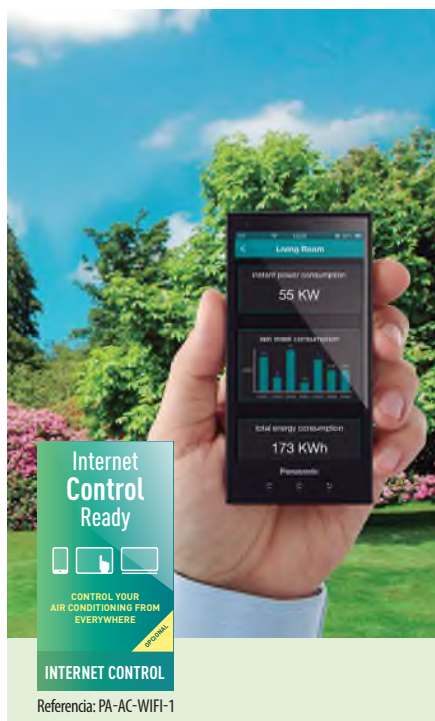 Living Room
Instant power consumption
55 KW
last week consumption
total energy consumption
173 KWh
Panasonic
Internet
Control
Ready
CONTROL YOUR
AIR CONDITIONING FROM
EVERYWHERE
OPCIONAL
INTERNET CONTROL
Referencia: PA-AC-WIFI-1